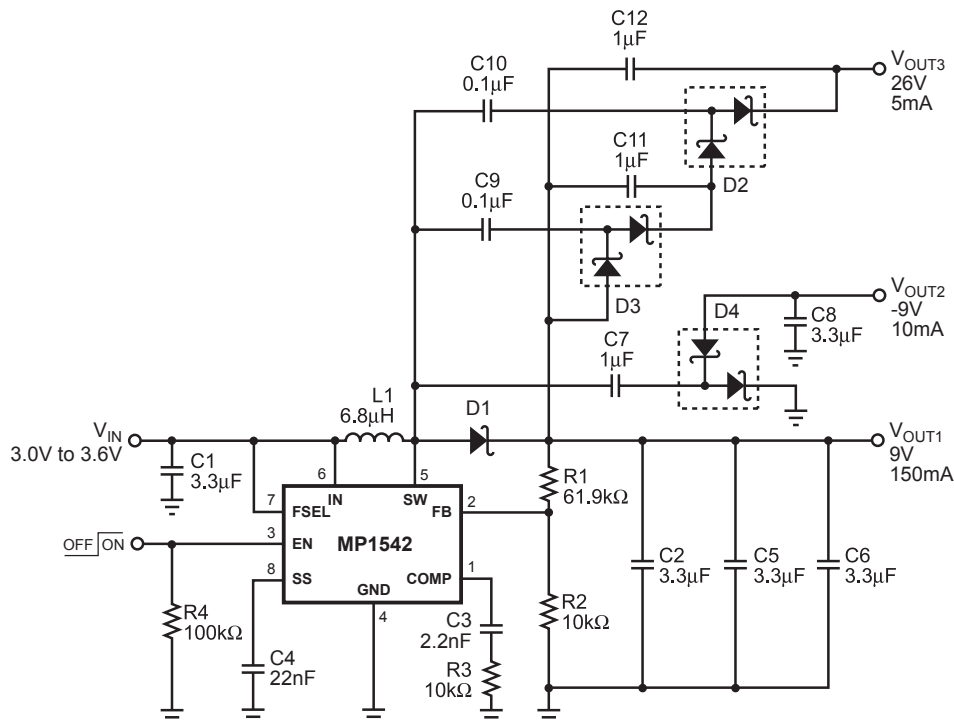 C12
1µF
VOUT3
26V
5mA
C10
0.1µF
C11
1µF
D2
C9
0.1µF
D3
VOUT2
-9V
10mA
D4
C8
3.3µF
C7
1µF
L1
6.8µH
D1
VIN
3.0V to 3.6V
VOUT1
9V
150mA
C1
3.3µF
6
5
IN
SW
R1
61.9kΩ
7
FSEL
FB
2
OFF ON
3
EN
MP1542
8
SS
COMP
1
GND
4
C2
3.3µF
C5
3.3µF
C6
3.3µF
R4
100kΩ
C4
22nF
C3
2.2nF
R2
10kΩ
R3
10kΩ